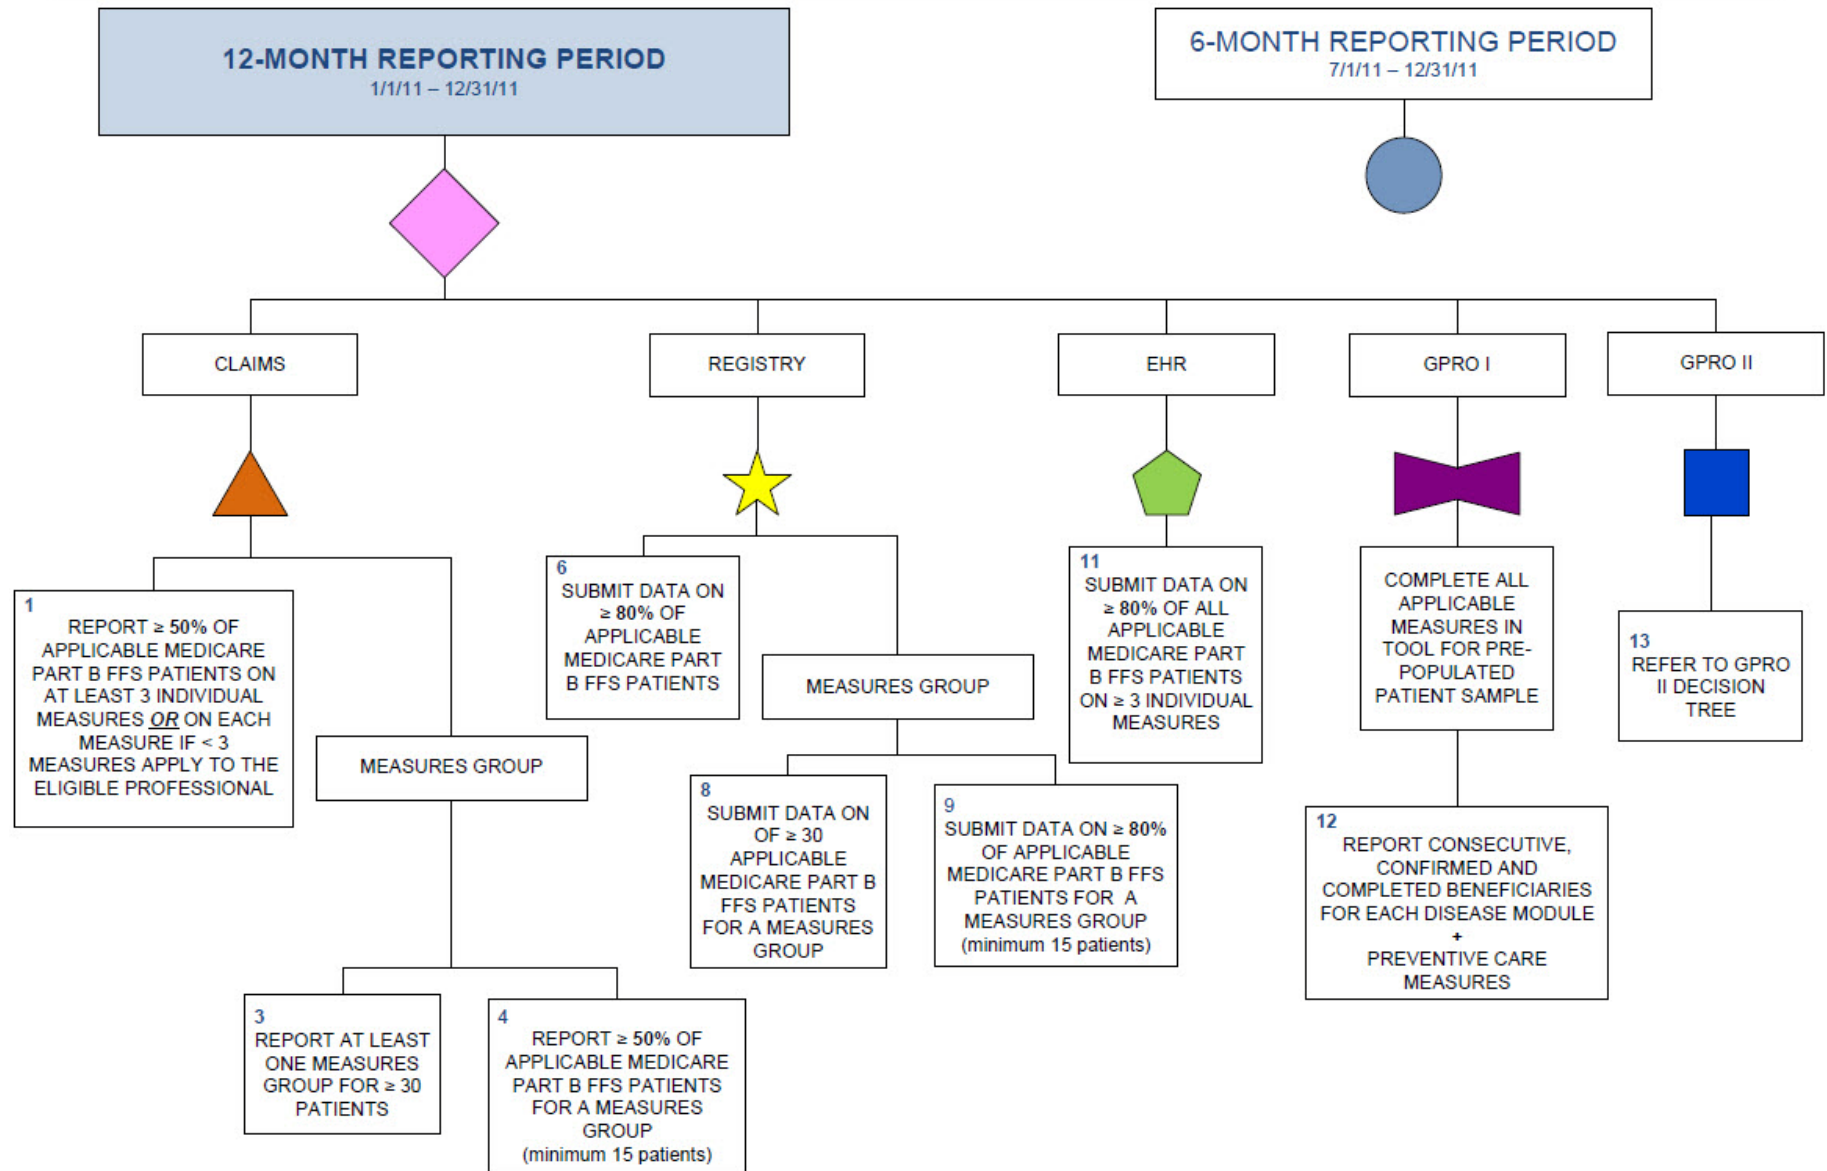 12-MONTH REPORTING PERIOD
1/1/11 – 12/31/11
6-MONTH REPORTING PERIOD
7/1/11 – 12/31/11
CLAIMS
REGISTRY
EHR
GPRO I
GPRO II
1
REPORT ≥ 50% OF
APPLICABLE MEDICARE
PART B FFS PATIENTS ON
AT LEAST 3 INDIVIDUAL
MEASURES OR ON EACH
MEASURE IF < 3
MEASURES APPLY TO THE
ELIGIBLE PROFESSIONAL
MEASURES GROUP
3
REPORT AT LEAST
ONE MEASURES
GROUP FOR ≥ 30
PATIENTS
4
REPORT ≥ 50% OF
APPLICABLE MEDICARE
PART B FFS PATIENTS
FOR A MEASURES
GROUP
(minimum 15 patients)
6
SUBMIT DATA ON
≥ 80% OF
APPLICABLE
MEDICARE PART
B FFS PATIENTS
MEASURES GROUP
8
SUBMIT DATA ON
OF ≥ 30
APPLICABLE
MEDICARE PART B
FFS PATIENTS
FOR A MEASURES
GROUP
9
SUBMIT DATA ON ≥ 80%
OF APPLICABLE
MEDICARE PART B FFS
PATIENTS FOR A
MEASURES GROUP
(minimum 15 patients)
11
SUBMIT DATA ON
≥ 80% OF ALL
APPLICABLE
MEDICARE PART
B FFS PATIENTS
ON ≥ 3 INDIVIDUAL
MEASURES
COMPLETE ALL
APPLICABLE
MEASURES IN
TOOL FOR PRE-
POPULATED
PATIENT SAMPLE
12
REPORT CONSECUTIVE,
CONFIRMED AND
COMPLETED BENEFICIARIES
FOR EACH DISEASE MODULE
+
PREVENTIVE CARE
MEASURES
13
REFER TO GPRO
II DECISION
TREE